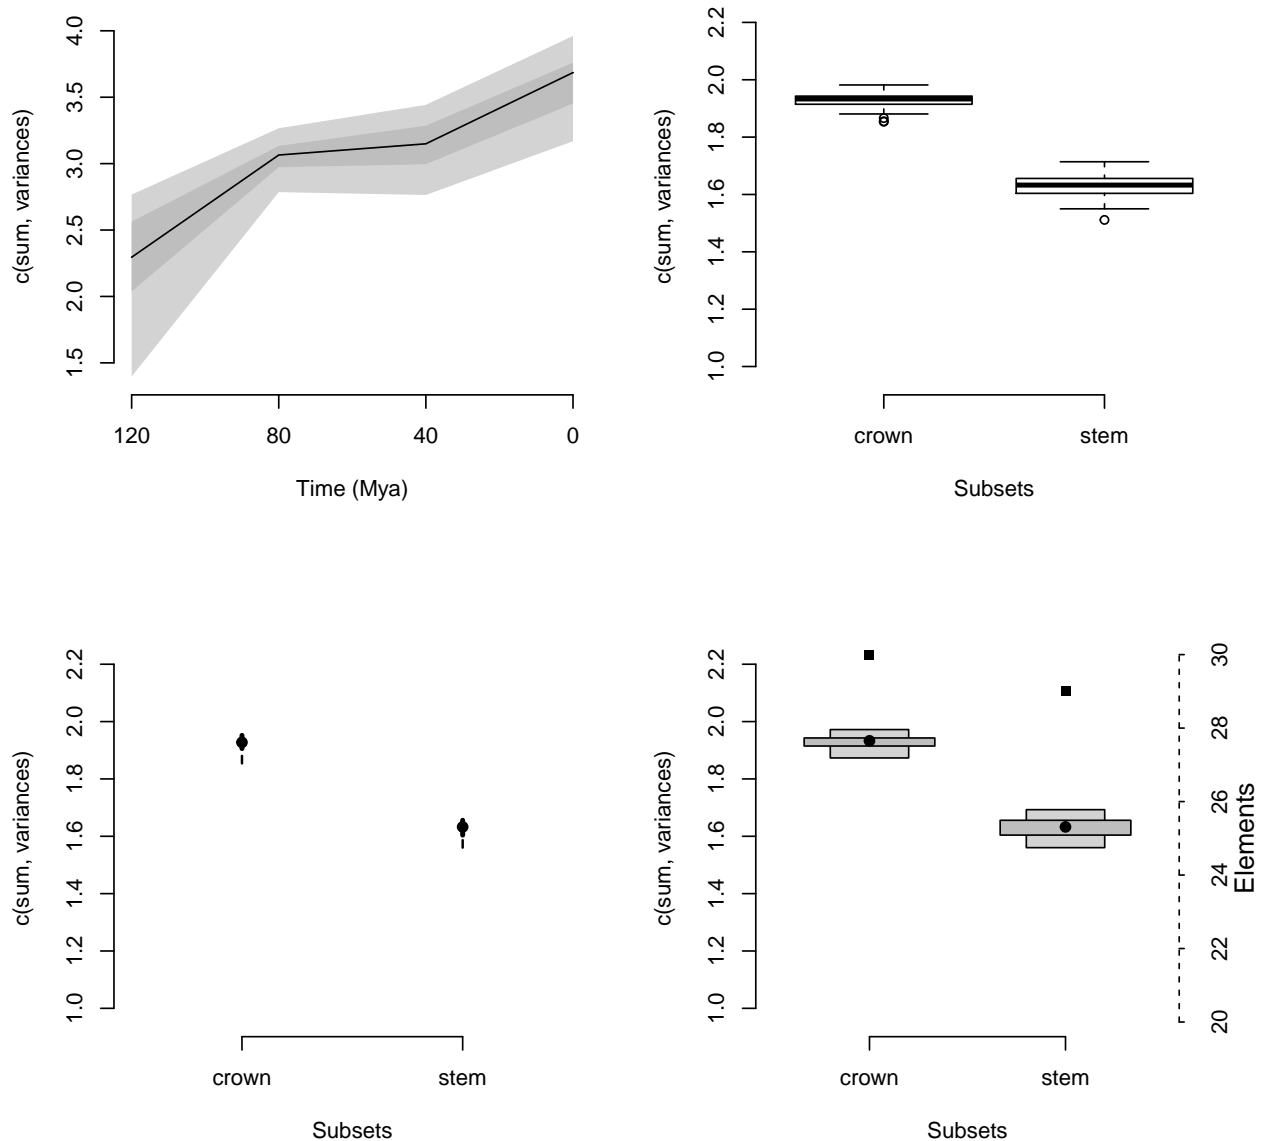 c(sum, variances)
4.0
3.5
3.0
2.5
2.0
1.5
120 80 40 0
Time (Mya)
c(sum, variances)
2.2
2.0
1.8
1.6
1.4
1.2
1.0
crown stem
Subsets
c(sum, variances)
2.2
2.0
1.8
1.6
1.4
1.2
1.0
crown stem
Subsets
c(sum, variances)
2.2
2.0
1.8
1.6
1.4
1.2
1.0
crown stem
Subsets
30
28
26
24
22
20
Elements